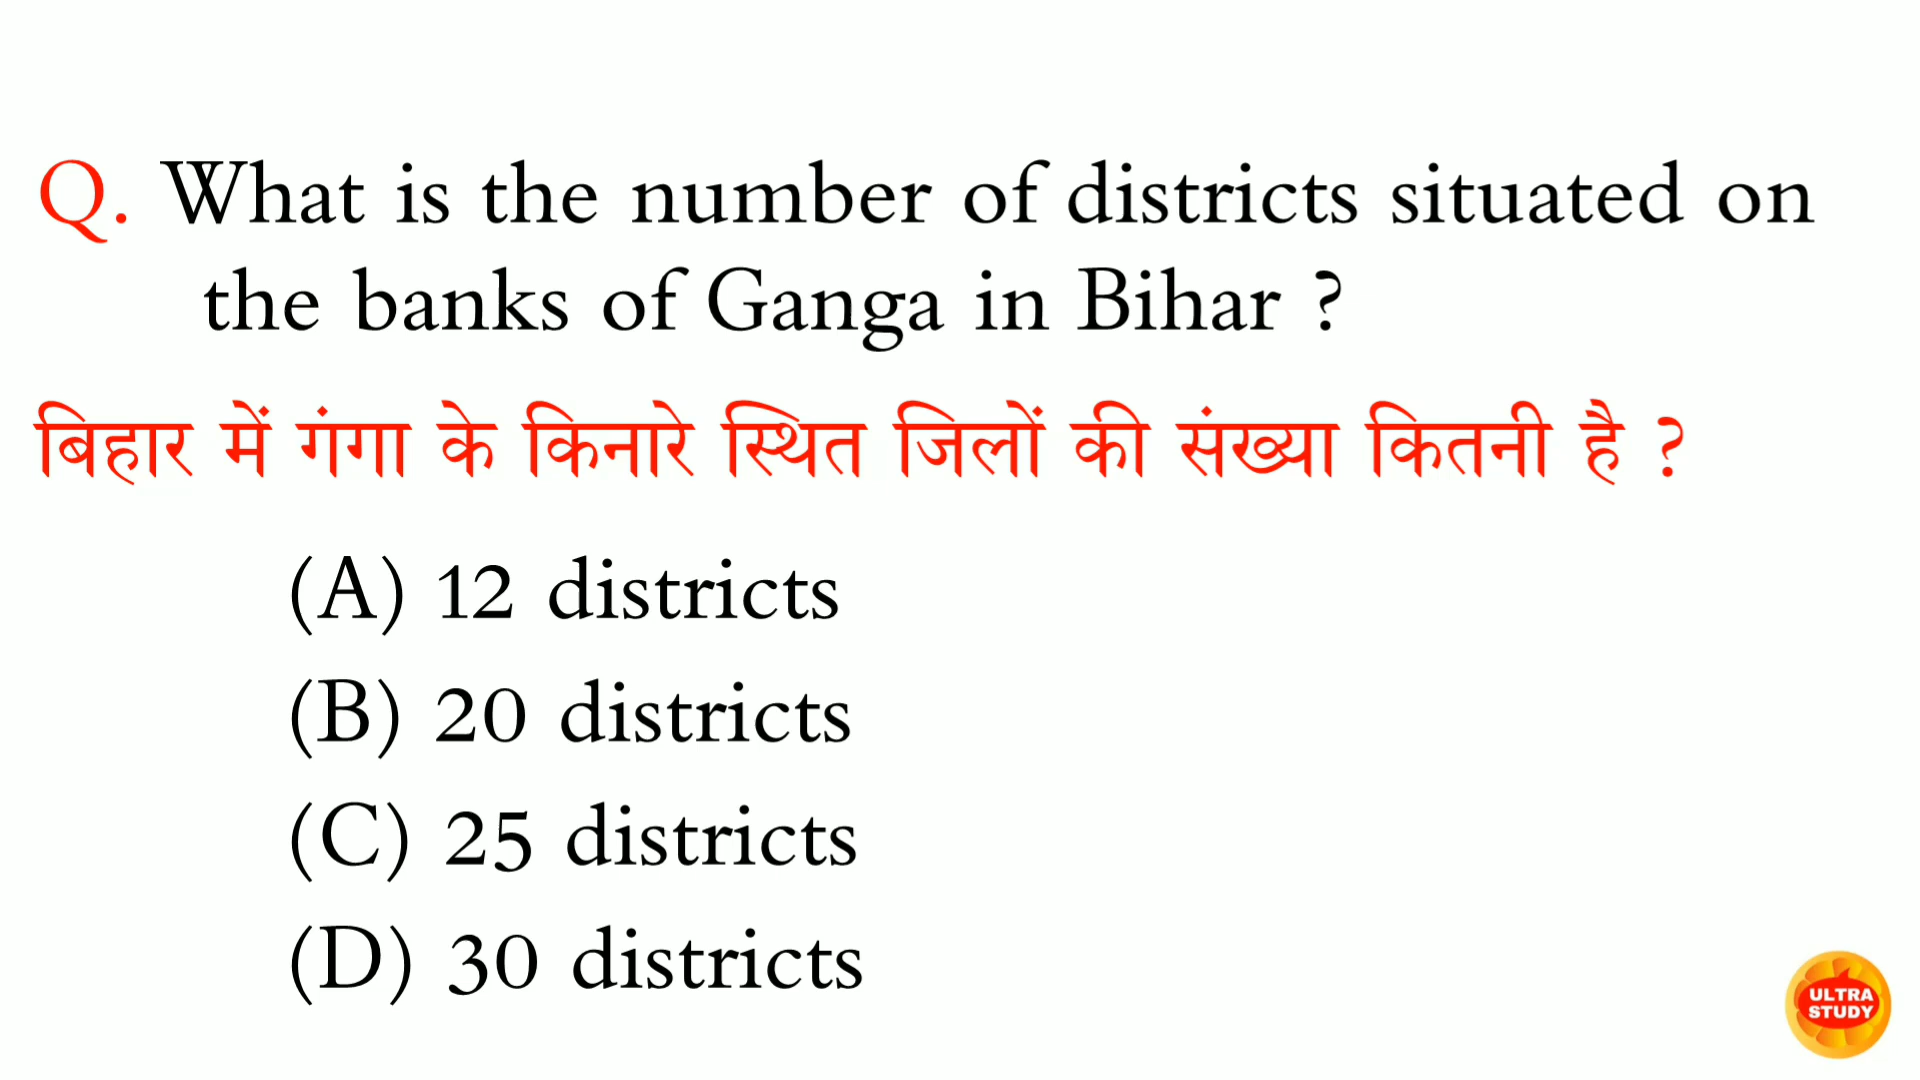 Q. What is the number of districts situated on
the banks of Ganga in Bihar ?
बिहार में गंगा के किनारे स्थित जिलों की संख्या कितनी है ?
(A) 12 districts
(B) 20 districts
(C) 25 districts
(D) 30 districts
ULTRA
STUDY